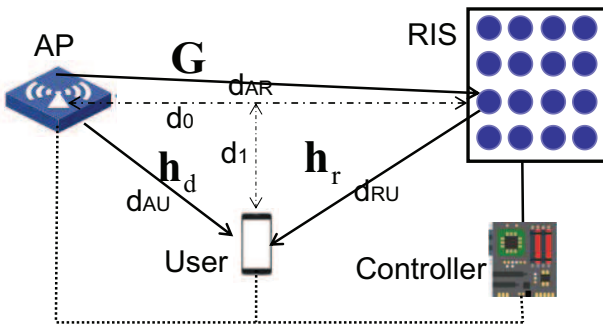 AP
RIS
G
dAR
d0
d1
hr
hd
dAU
dRU
User
Controller